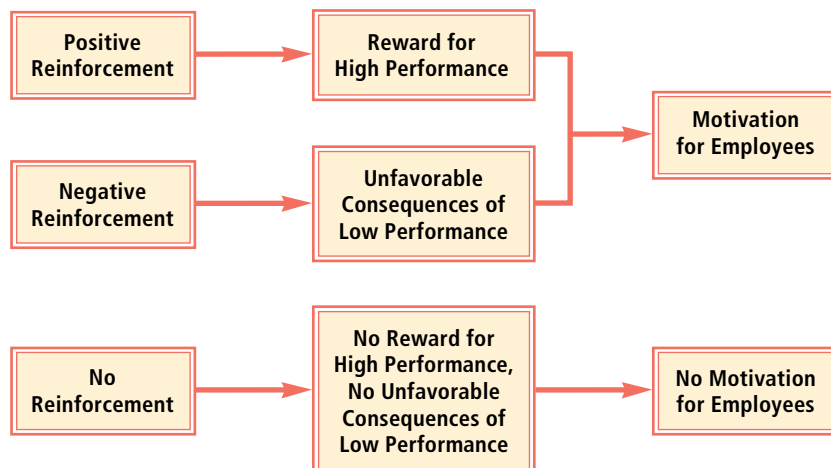 Positive
Reinforcement
Reward for
High Performance
Motivation
for Employees
Negative
Reinforcement
Unfavorable
Consequences of
Low Performance
No
Reinforcement
No Reward for
High Performance,
No Unfavorable
Consequences of
Low Performance
No Motivation
for Employees